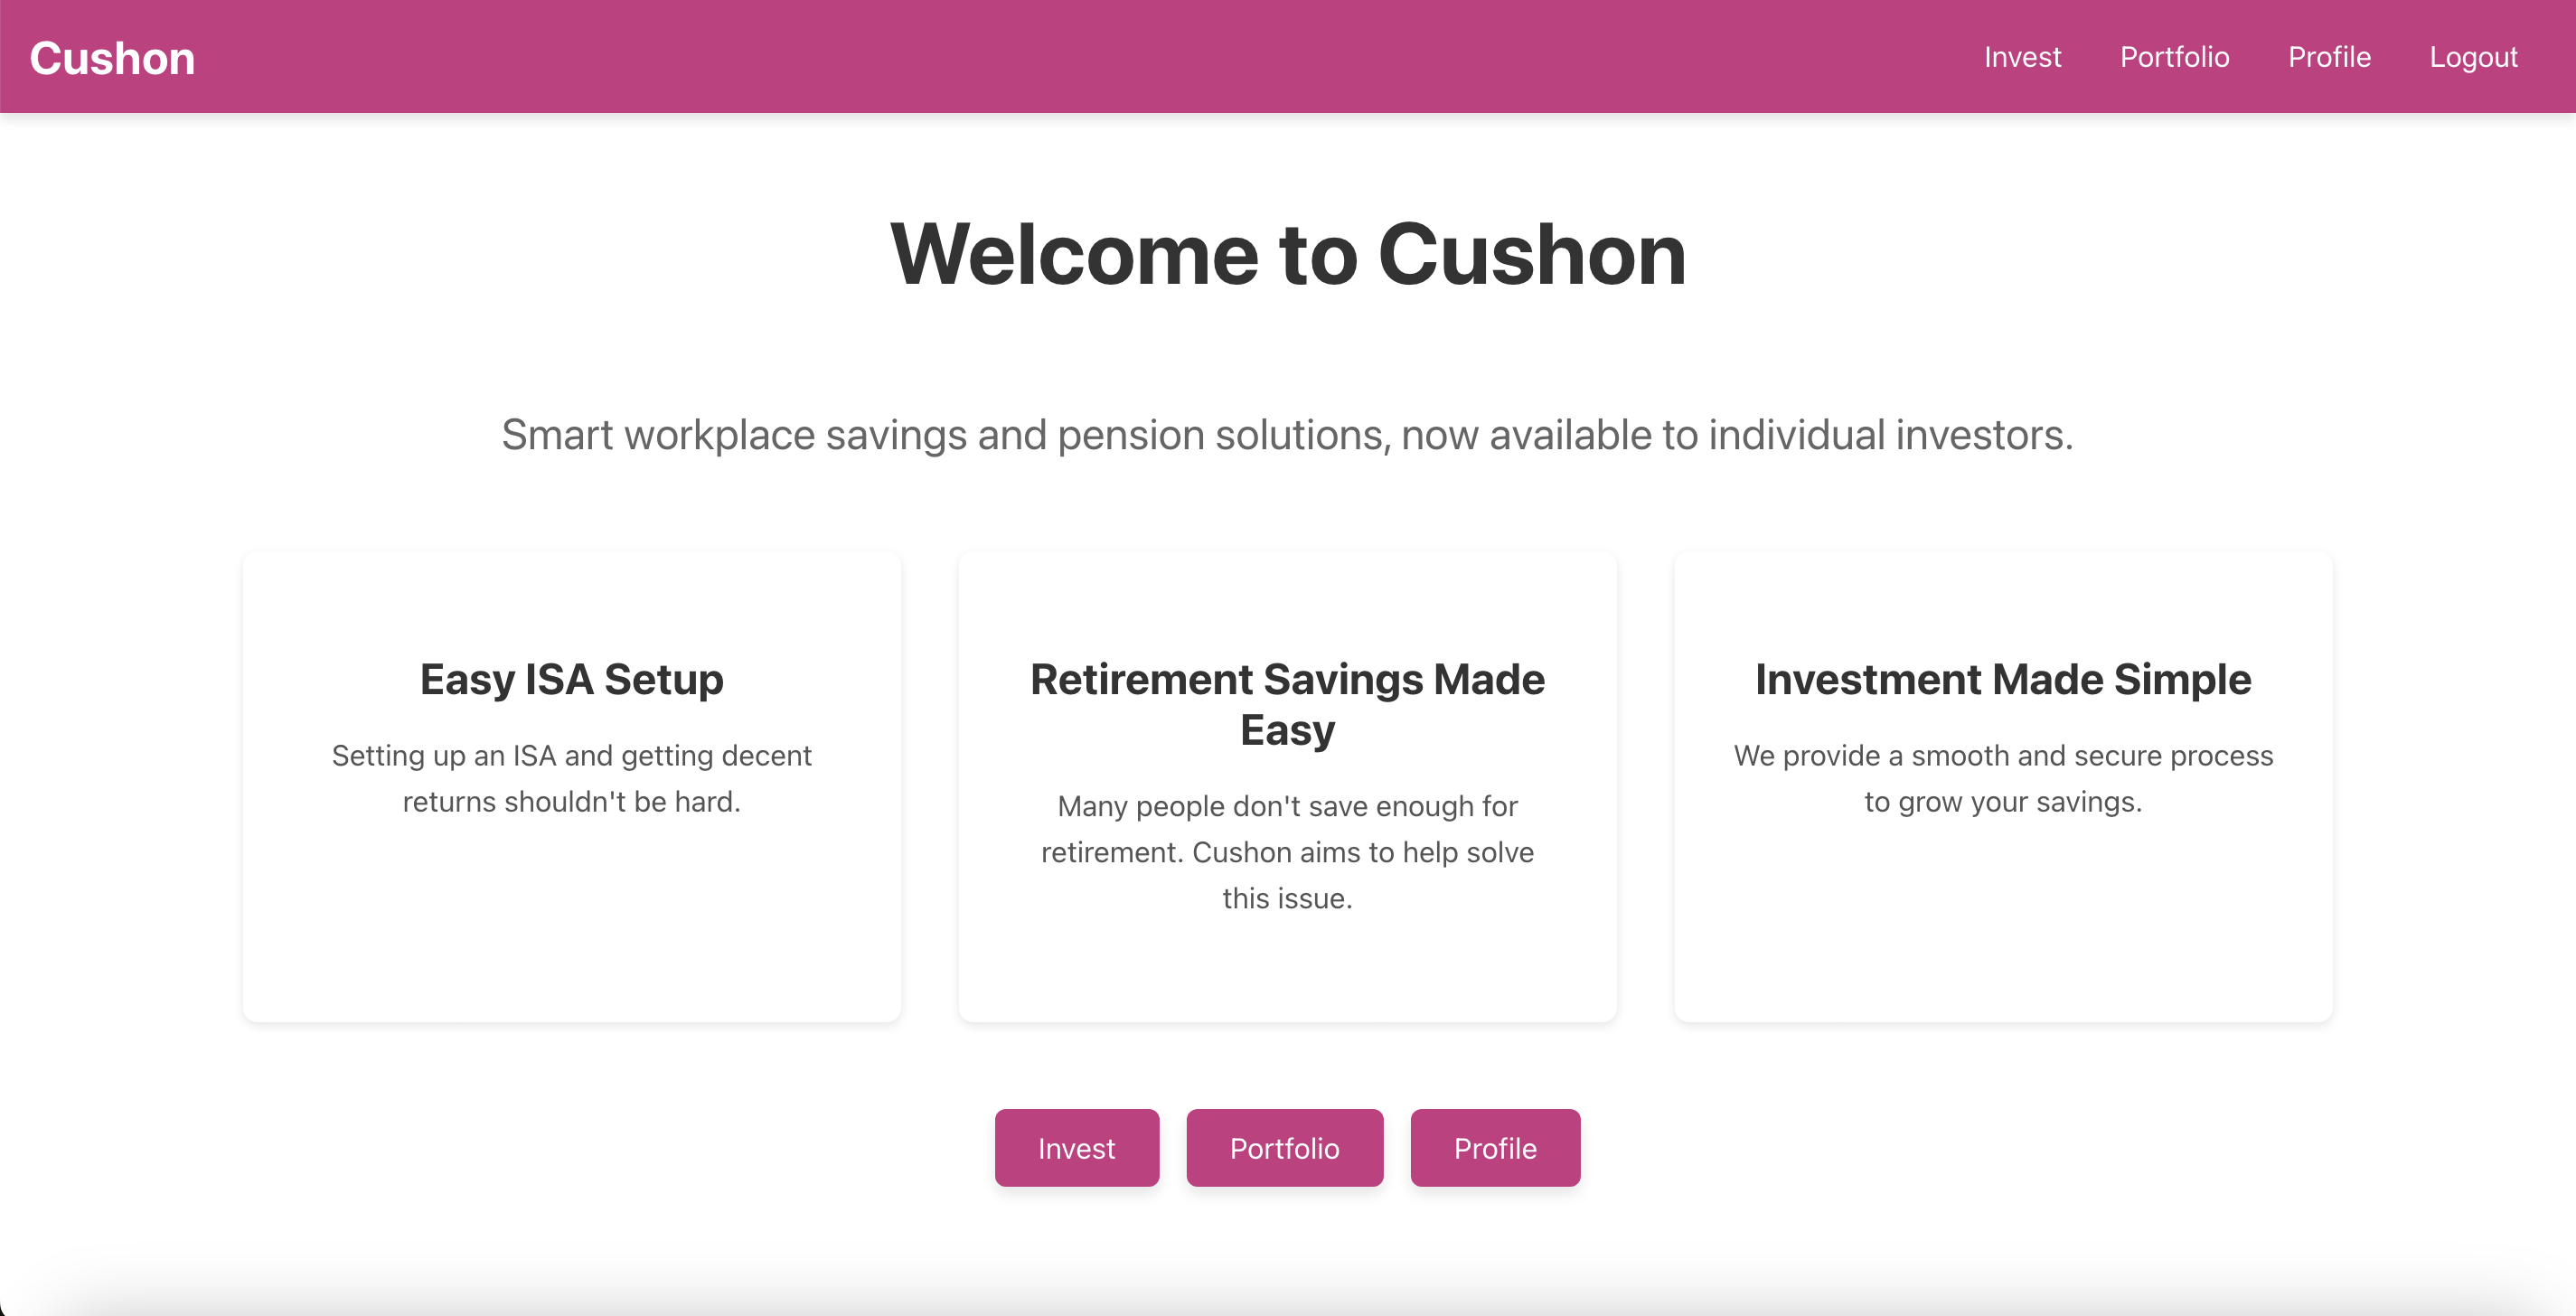 Cushon
Invest
Portfolio
Profile
Logout
Welcome to Cushon
Smart workplace savings and pension solutions, now available to individual investors.
Easy ISA Setup
Setting up an ISA and getting decent
returns shouldn't be hard.
Retirement Savings Made
Easy
Many people don't save enough for
retirement. Cushon aims to help solve
this issue.
Investment Made Simple
We provide a smooth and secure process
to grow your savings.
Invest
Portfolio
Profile